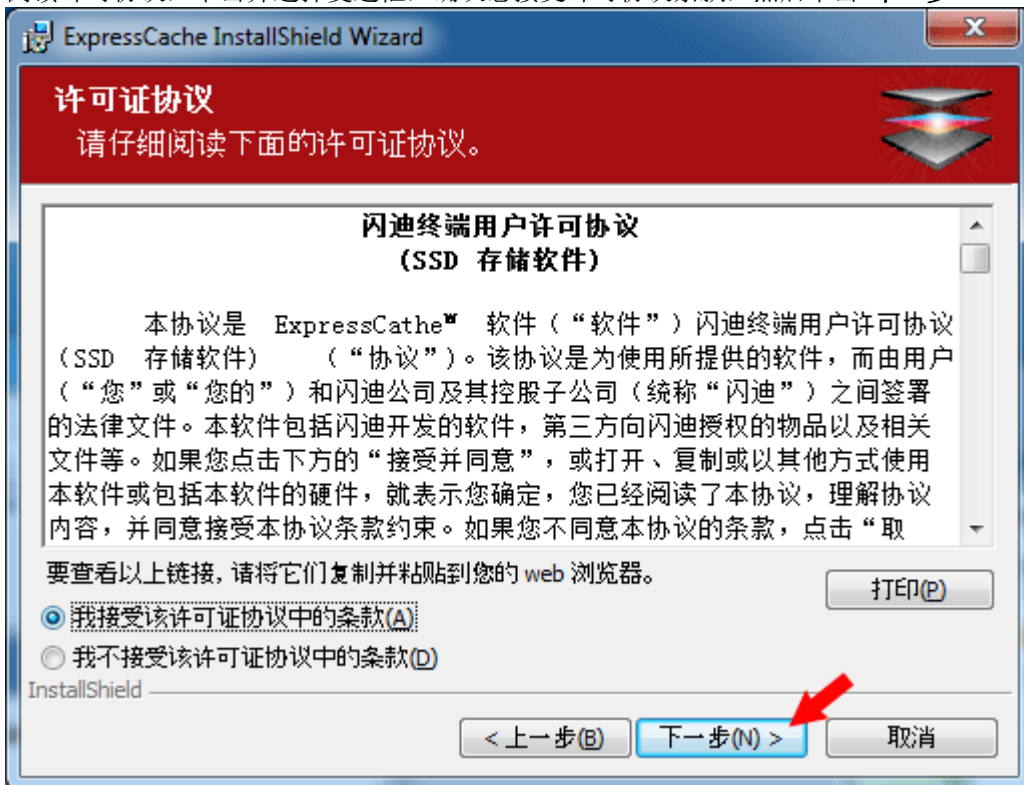 ExpressCache InstallShield Wizard
许可证协议
请仔细阅读下面的许可证协议。
闪迪终端用户许可协议
(SSD 存储软件)
本协议是 ExpressCathe 软件（“软件”）闪迪终端用户许可协议
(SSD 存储软件) （“协议”）。该协议是为使用所提供的软件，而由用户
（“您”或“您的”）和闪迪公司及其控股子公司（统称“闪迪”）之间签署
的法律文件。本软件包括闪迪开发的软件，第三方向闪迪授权的物品以及相关
文件等。如果您点击下方的“接受并同意”，或打开、复制或以其他方式使用
本软件或包括本软件的硬件，就表示您确定，您已经阅读了本协议，理解协议
内容，并同意接受本协议条款约束。如果您不同意本协议的条款，点击“取
要查看以上链接, 请将它们复制并粘贴到您的 web 浏览器。
打印(P)
我接受该许可证协议中的条款(A)
我不接受该许可证协议中的条款(D)
InstallShield
< 上一步(B)
下一步(N) >
取消